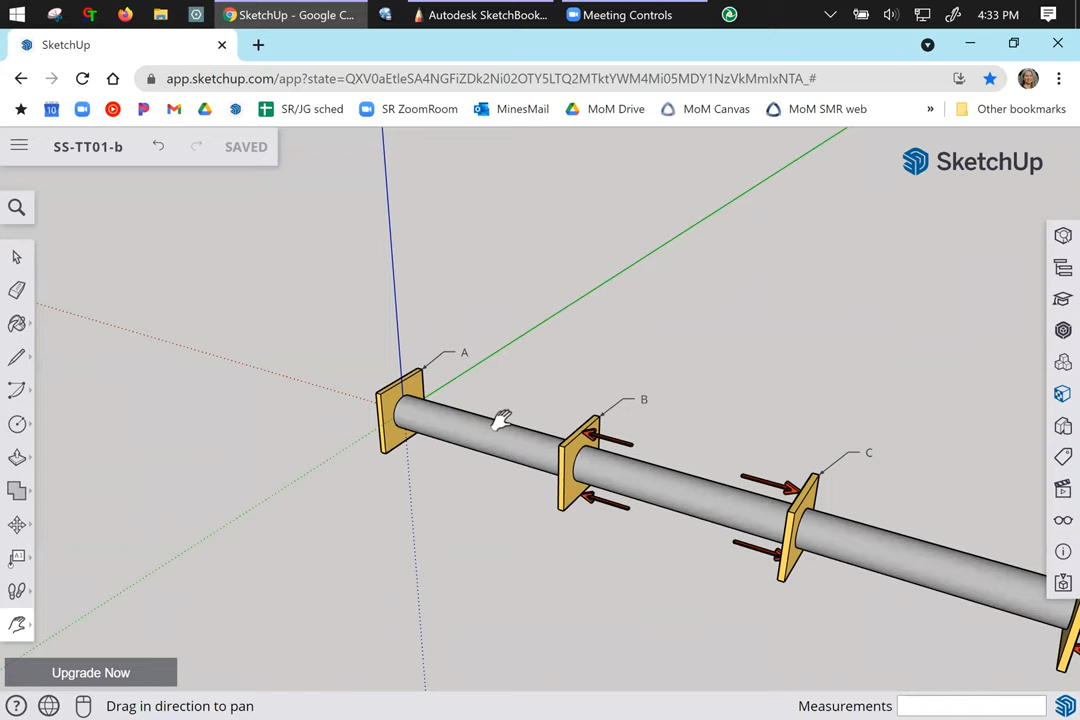 SketchUp - Google C...
Autodesk SketchBook...
Meeting Controls
4:33 PM
SketchUp
app.sketchup.com/app?state=QXV0aEtleSA4NGFiZDk2Ni02OTY5LTQ2MTktYWM4Mi05MDY1NzVkMmIxNTA_#
10
SR/JG sched
SR ZoomRoom
MinesMail
MoM Drive
MoM Canvas
MoM SMR web
»
Other bookmarks
SS-TT01-b
SAVED
SketchUp
A
B
C
A1
Upgrade Now
Drag in direction to pan
Measurements